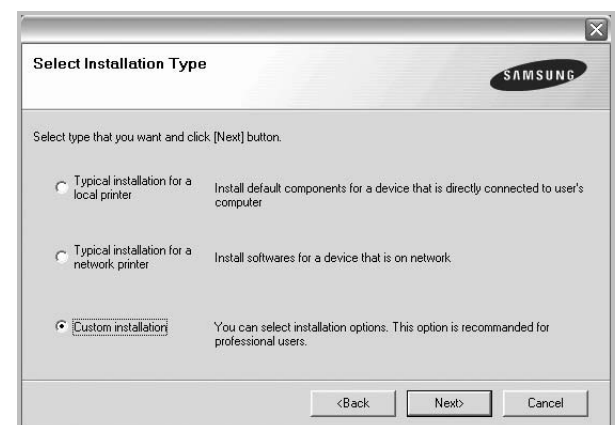 Select Installation Type
SAMSUNG
Select type that you want and click [Next] button.
Typical installation for a
local printer
Install default components for a device that is directly connected to user's
computer
Typical installation for a
network printer
Install softwares for a device that is on network
Custom installation
You can select installation options. This option is recommanded for
professional users.
<Back
Next>
Cancel